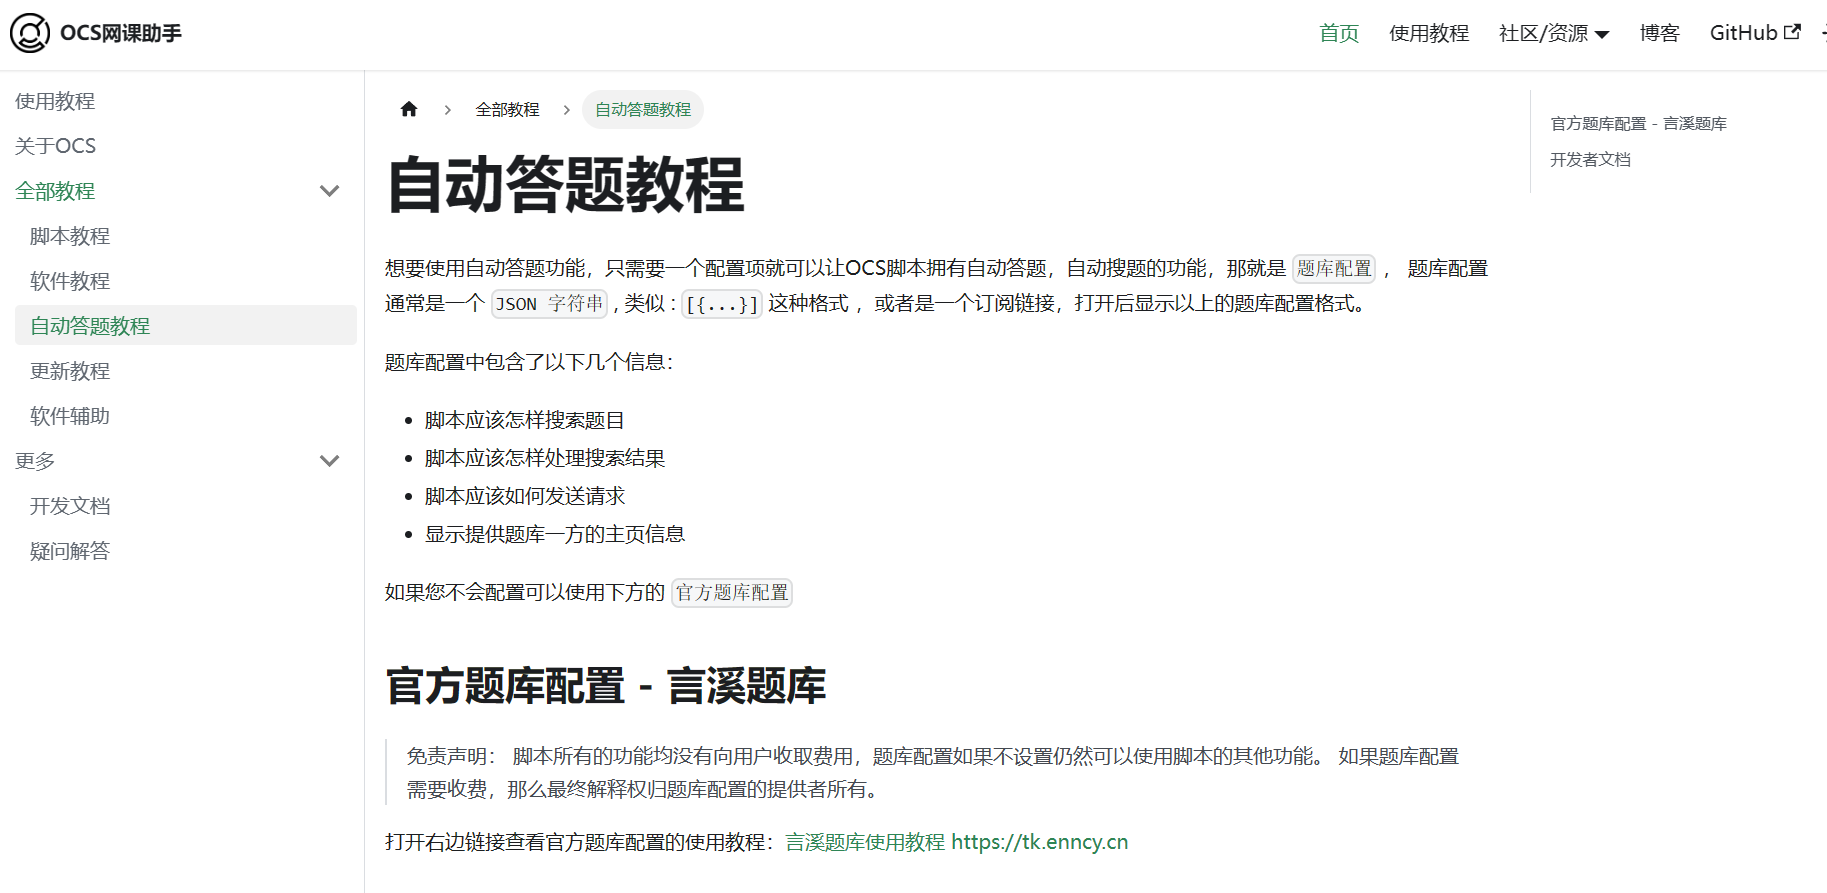 OCS网课助手
首页
使用教程
社区/资源
博客
GitHub
使用教程
关于OCS
全部教程
脚本教程
软件教程
自动答题教程
更新教程
软件辅助
更多
开发文档
疑问解答
全部教程
自动答题教程
自动答题教程
想要使用自动答题功能，只需要一个配置项就可以让OCS脚本拥有自动答题，自动搜题的功能，那就是 题库配置 ， 题库配置
通常是一个 JSON 字符串 , 类似 : [{...}] 这种格式 ，或者是一个订阅链接，打开后显示以上的题库配置格式。
题库配置中包含了以下几个信息：
脚本应该怎样搜索题目
脚本应该怎样处理搜索结果
脚本应该如何发送请求
显示提供题库一方的主页信息
如果您不会配置可以使用下方的 官方题库配置
官方题库配置 - 言溪题库
免责声明： 脚本所有的功能均没有向用户收取费用，题库配置如果不设置仍然可以使用脚本的其他功能。 如果题库配置
需要收费，那么最终解释权归题库配置的提供者所有。
打开右边链接查看官方题库配置的使用教程：言溪题库使用教程 https://tk.enncy.cn
官方题库配置 - 言溪题库
开发者文档